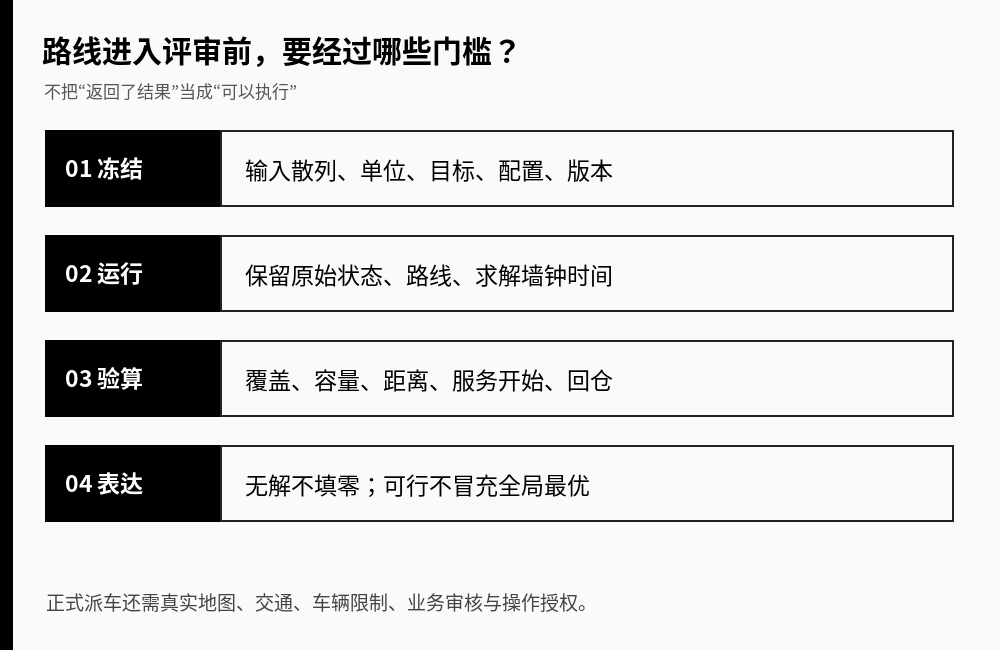 路线进入评审前，要经过哪些门槛？
不把“返回了结果”当成“可以执行”
01 冻结
输入散列、单位、目标、配置、版本
02 运行
保留原始状态、路线、求解墙钟时间
03 验算
覆盖、容量、距离、服务开始、回仓
04 表达
无解不填零；可行不冒充全局最优
正式派车还需真实地图、交通、车辆限制、业务审核与操作授权。